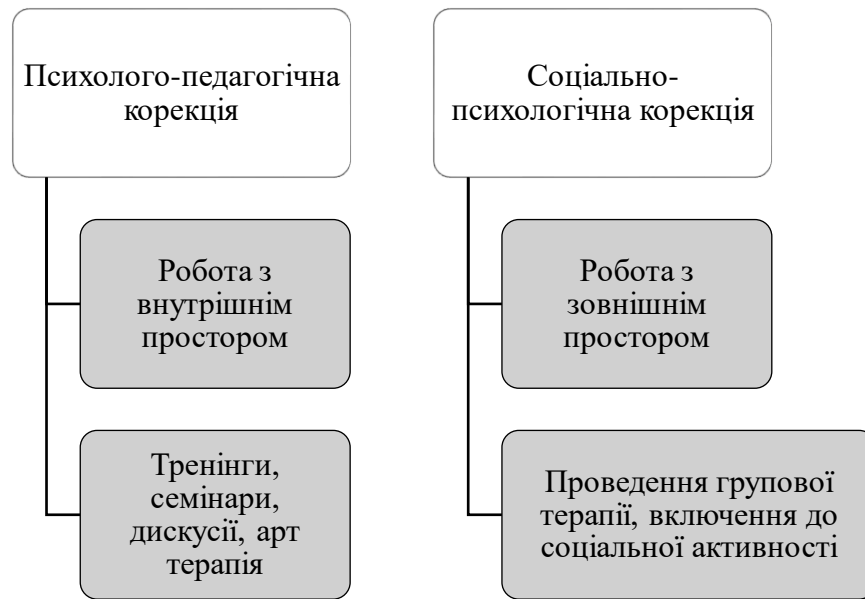 Психолого-педагогічна
корекція
Робота з
внутрішнім
простором
Тренінги,
семінари,
дискусії, арт
терапія
Соціально-
психологічна корекція
Робота з
зовнішнім
простором
Проведення групової
терапії, включення до
соціальної активності